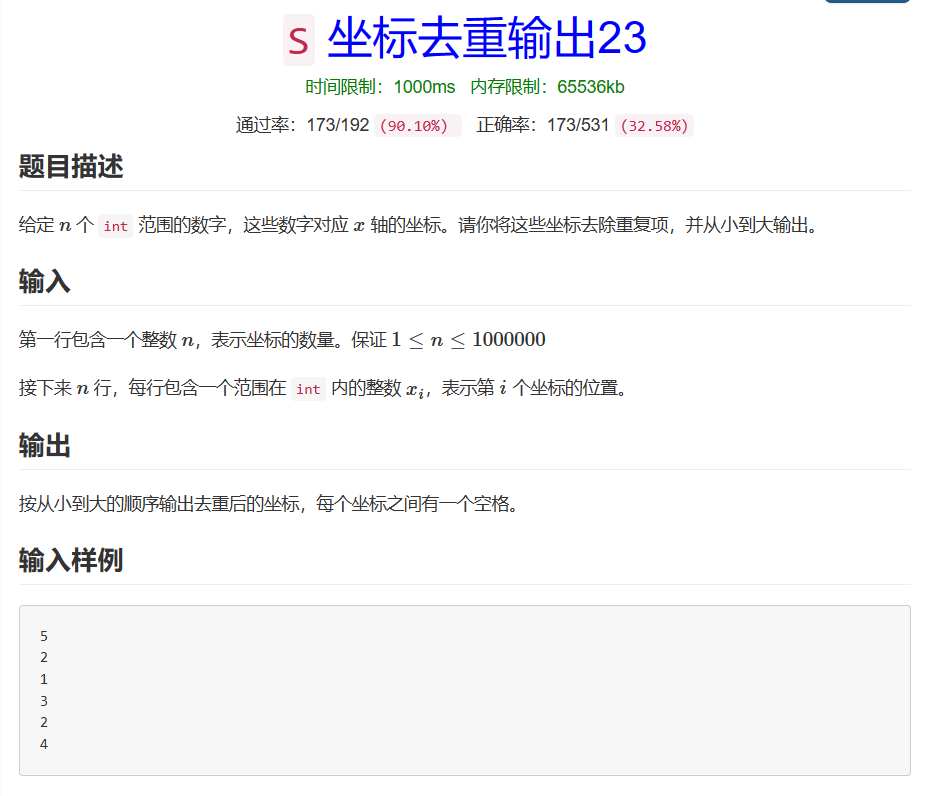 S 坐标去重输出23
时间限制：1000ms 内存限制：65536kb
通过率：173/192 (90.10%) 正确率：173/531 (32.58%)
题目描述
给定 n 个 int 范围的数字，这些数字对应 x 轴的坐标。请你将这些坐标去除重复项，并从小到大输出。
输入
第一行包含一个整数 n，表示坐标的数量。保证 1 ≤ n ≤ 1000000
接下来 n 行，每行包含一个范围在 int 内的整数 xᵢ，表示第 i 个坐标的位置。
输出
按从小到大的顺序输出去重后的坐标，每个坐标之间有一个空格。
输入样例
5
2
1
3
2
4